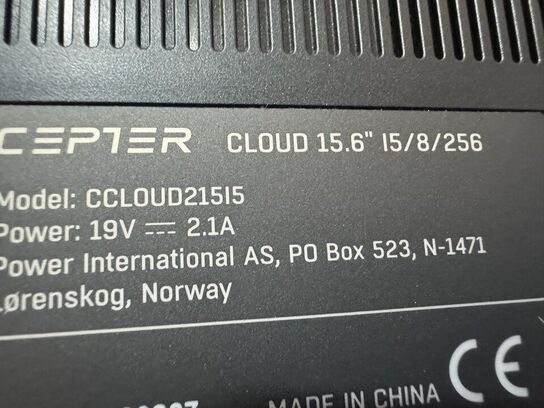 CEPTER CLOUD 15.6" I5/8/256
Model: CCLOUD215I5
Power: 19V ⎓ 2.1A
Power International AS, PO Box 523, N-1471
Lørenskog, Norway
MADE IN CHINA CE